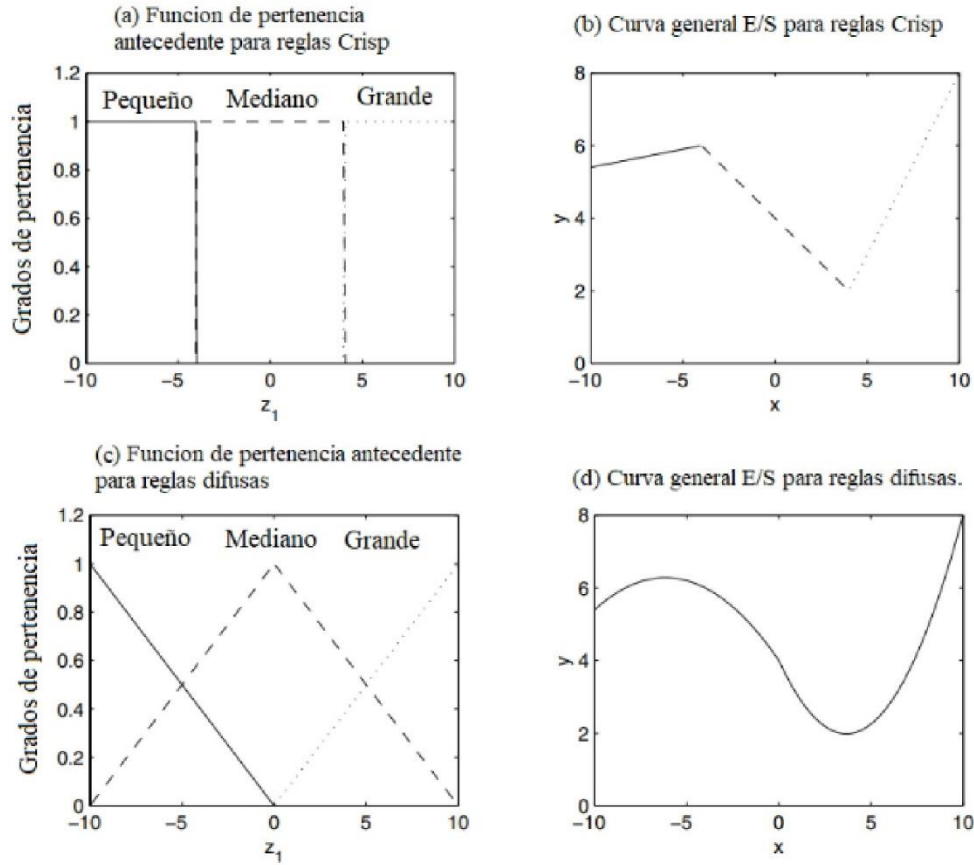 (a) Funcion de pertenencia
antecedente para reglas Crisp
1.2
1
0.8
0.6
0.4
0.2
0
Pequeño
Mediano
Grande
Grados de pertenencia
-10
-5
0
5
10
z1
(b) Curva general E/S para reglas Crisp
8
6
4
2
0
y
-10
-5
0
5
10
x
(c) Funcion de pertenencia antecedente
para reglas difusas
1.2
1
0.8
0.6
0.4
0.2
0
Pequeño
Mediano
Grande
Grados de pertenencia
-10
-5
0
5
10
z1
(d) Curva general E/S para reglas difusas.
8
6
4
2
0
y
-10
-5
0
5
10
x